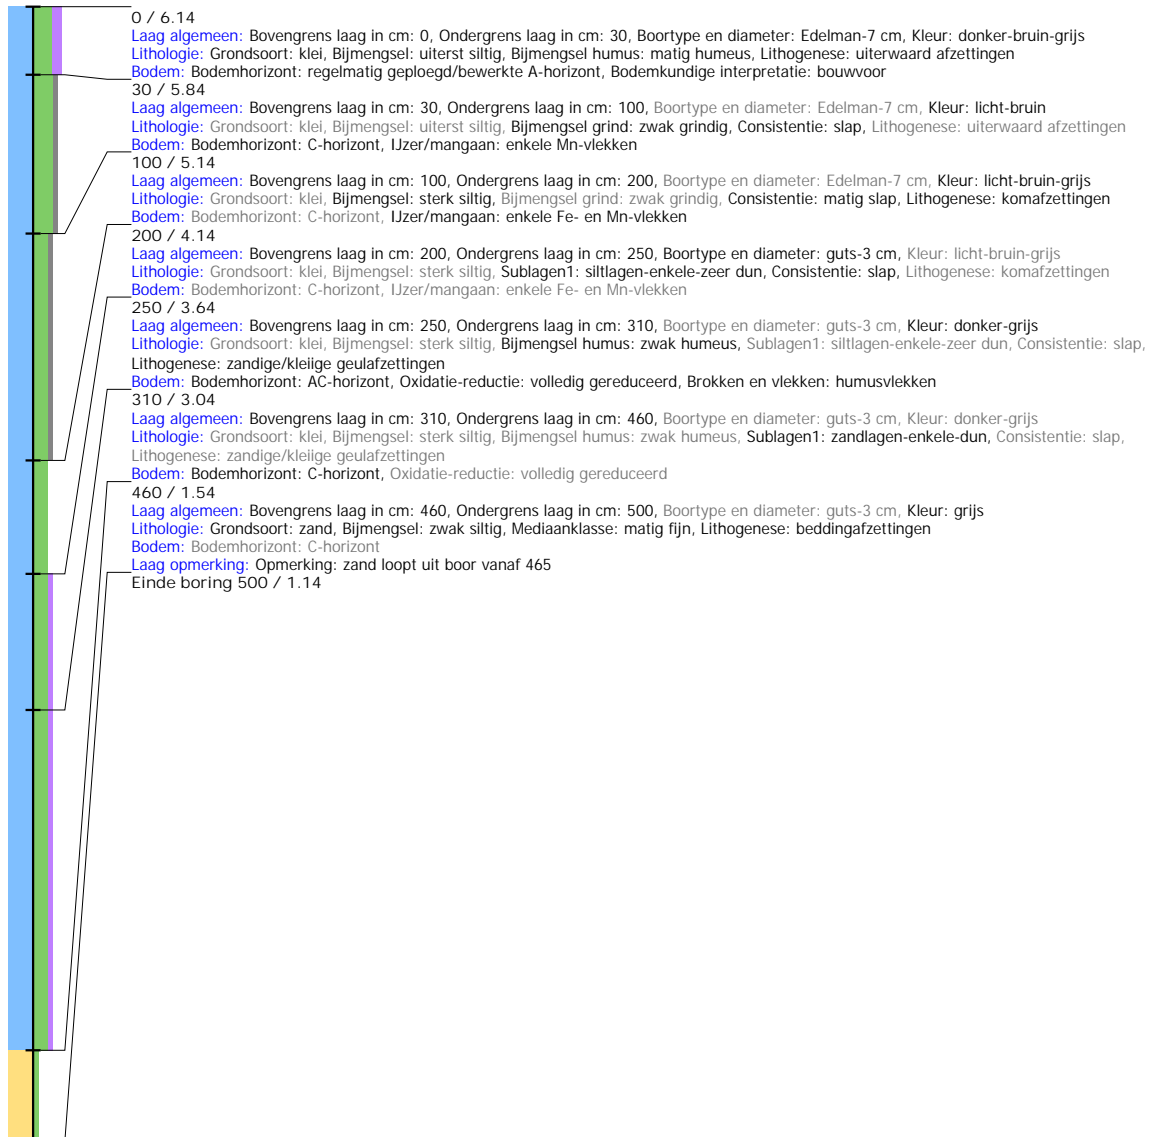 0 / 6.14
Laag algemeen: Bovengrens laag in cm: 0, Ondergrens laag in cm: 30, Boortype en diameter: Edelman-7 cm, Kleur: donker-bruin-grijs
Lithologie: Grondsoort: klei, Bijmengsel: uiterst siltig, Bijmengsel humus: matig humeus, Lithogenese: uiterwaard afzettingen
Bodem: Bodemhorizont: regelmatig geploegd/bewerkte A-horizont, Bodemkundige interpretatie: bouwvoor
30 / 5.84
Laag algemeen: Bovengrens laag in cm: 30, Ondergrens laag in cm: 100, Boortype en diameter: Edelman-7 cm, Kleur: licht-bruin
Lithologie: Grondsoort: klei, Bijmengsel: uiterst siltig, Bijmengsel grind: zwak grindig, Consistentie: slap, Lithogenese: uiterwaard afzettingen
Bodem: Bodemhorizont: C-horizont, IJzer/mangaan: enkele Mn-vlekken
100 / 5.14
Laag algemeen: Bovengrens laag in cm: 100, Ondergrens laag in cm: 200, Boortype en diameter: Edelman-7 cm, Kleur: licht-bruin-grijs
Lithologie: Grondsoort: klei, Bijmengsel: sterk siltig, Bijmengsel grind: zwak grindig, Consistentie: matig slap, Lithogenese: komafzettingen
Bodem: Bodemhorizont: C-horizont, IJzer/mangaan: enkele Fe- en Mn-vlekken
200 / 4.14
Laag algemeen: Bovengrens laag in cm: 200, Ondergrens laag in cm: 250, Boortype en diameter: guts-3 cm, Kleur: licht-bruin-grijs
Lithologie: Grondsoort: klei, Bijmengsel: sterk siltig, Sublagen1: siltlagen-enkele-zeer dun, Consistentie: slap, Lithogenese: komafzettingen
Bodem: Bodemhorizont: C-horizont, IJzer/mangaan: enkele Fe- en Mn-vlekken
250 / 3.64
Laag algemeen: Bovengrens laag in cm: 250, Ondergrens laag in cm: 310, Boortype en diameter: guts-3 cm, Kleur: donker-grijs
Lithologie: Grondsoort: klei, Bijmengsel: sterk siltig, Bijmengsel humus: zwak humeus, Sublagen1: siltlagen-enkele-zeer dun, Consistentie: slap,
Lithogenese: zandige/kleiige geulafzettingen
Bodem: Bodemhorizont: AC-horizont, Oxidatie-reductie: volledig gereduceerd, Brokken en vlekken: humusvlekken
310 / 3.04
Laag algemeen: Bovengrens laag in cm: 310, Ondergrens laag in cm: 460, Boortype en diameter: guts-3 cm, Kleur: donker-grijs
Lithologie: Grondsoort: klei, Bijmengsel: sterk siltig, Bijmengsel humus: zwak humeus, Sublagen1: zandlagen-enkele-dun, Consistentie: slap,
Lithogenese: zandige/kleiige geulafzettingen
Bodem: Bodemhorizont: C-horizont, Oxidatie-reductie: volledig gereduceerd
460 / 1.54
Laag algemeen: Bovengrens laag in cm: 460, Ondergrens laag in cm: 500, Boortype en diameter: guts-3 cm, Kleur: grijs
Lithologie: Grondsoort: zand, Bijmengsel: zwak siltig, Mediaanklasse: matig fijn, Lithogenese: beddingafzettingen
Bodem: Bodemhorizont: C-horizont
Laag opmerking: Opmerking: zand loopt uit boor vanaf 465
Einde boring 500 / 1.14